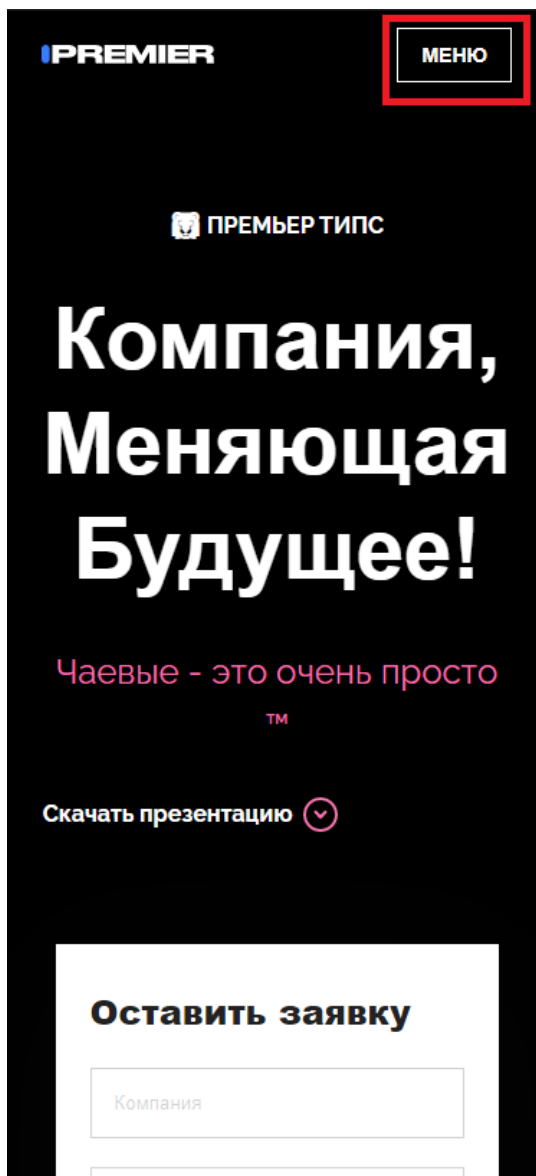 PREMIER
МЕНЮ
ПРЕМЬЕР ТИПС
Компания,
Меняющая
Будущее!
Чаевые - это очень просто
™
Скачать презентацию
Оставить заявку
Компания